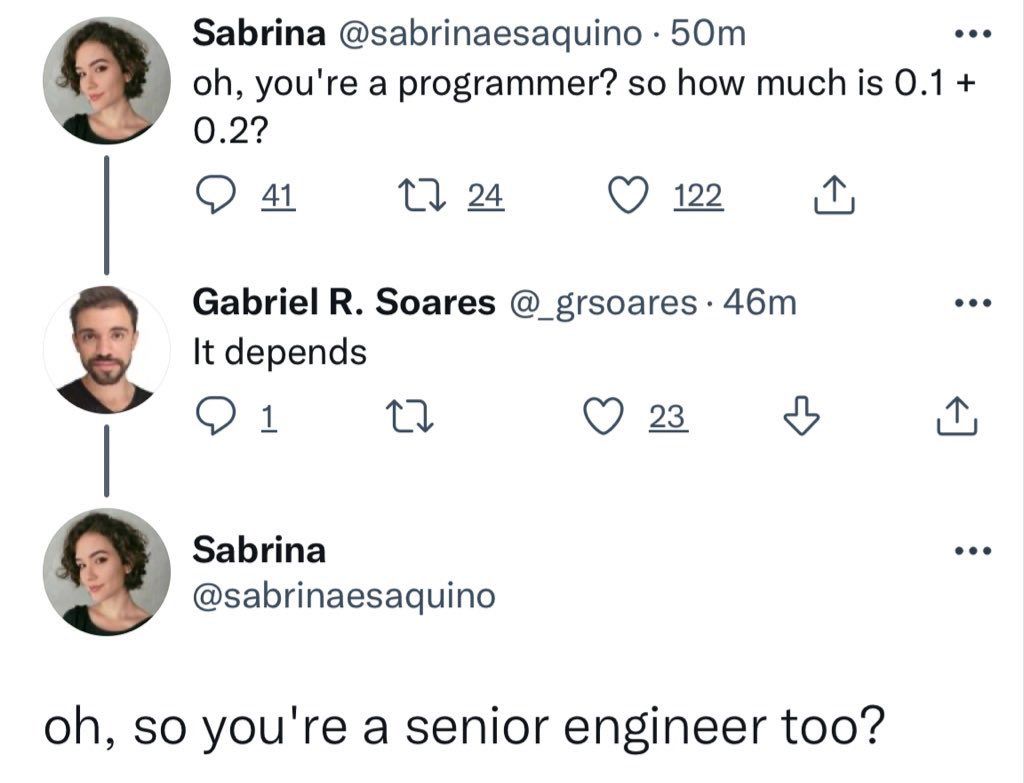 Sabrina @sabrinaesaquino · 50m
oh, you're a programmer? so how much is 0.1 +
0.2?
41 24 122
Gabriel R. Soares @_grsoares · 46m
It depends
1 23
Sabrina
@sabrinaesaquino
oh, so you're a senior engineer too?